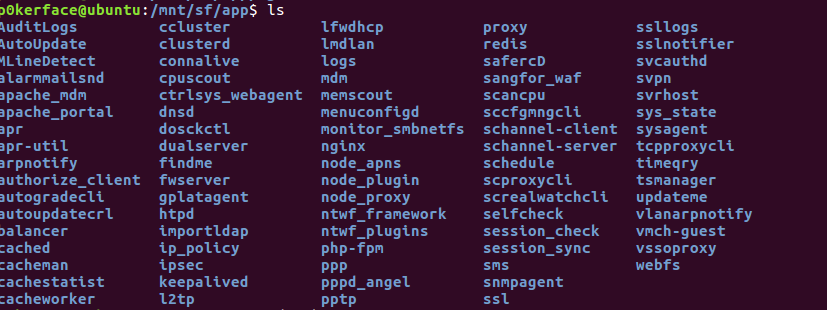 p0kerface@ubuntu:/mnt/sf/app$ ls
AuditLogs ccluster lfwdhcp proxy ssllogs
AutoUpdate clusterd lmdlan redis sslnotifier
MLineDetect connalive logs safercD svcauthd
alarmmailsnd cpuscout mdm sangfor_waf svpn
apache_mdm ctrlsys_webagent memscout scancpu svrhost
apache_portal dnsd menuconfigd sccfgmngcli sys_state
apr dosckctl monitor_smbnetfs schannel-client sysagent
apr-util dualserver nginx schannel-server tcpproxycli
arpnotify findme node_apns schedule timeqry
authorize_client fwserver node_plugin scproxycli tsmanager
autogradecli gplatagent node_proxy screalwatchcli updateme
autoupdatecrl htpd ntwf_framework selfcheck vlanarpnotify
balancer importldap ntwf_plugins session_check vmch-guest
cached ip_policy php-fpm session_sync vssoproxy
cacheman ipsec ppp sms webfs
cachestatist keepalived pppd_angel snmpagent
cacheworker l2tp pptp ssl